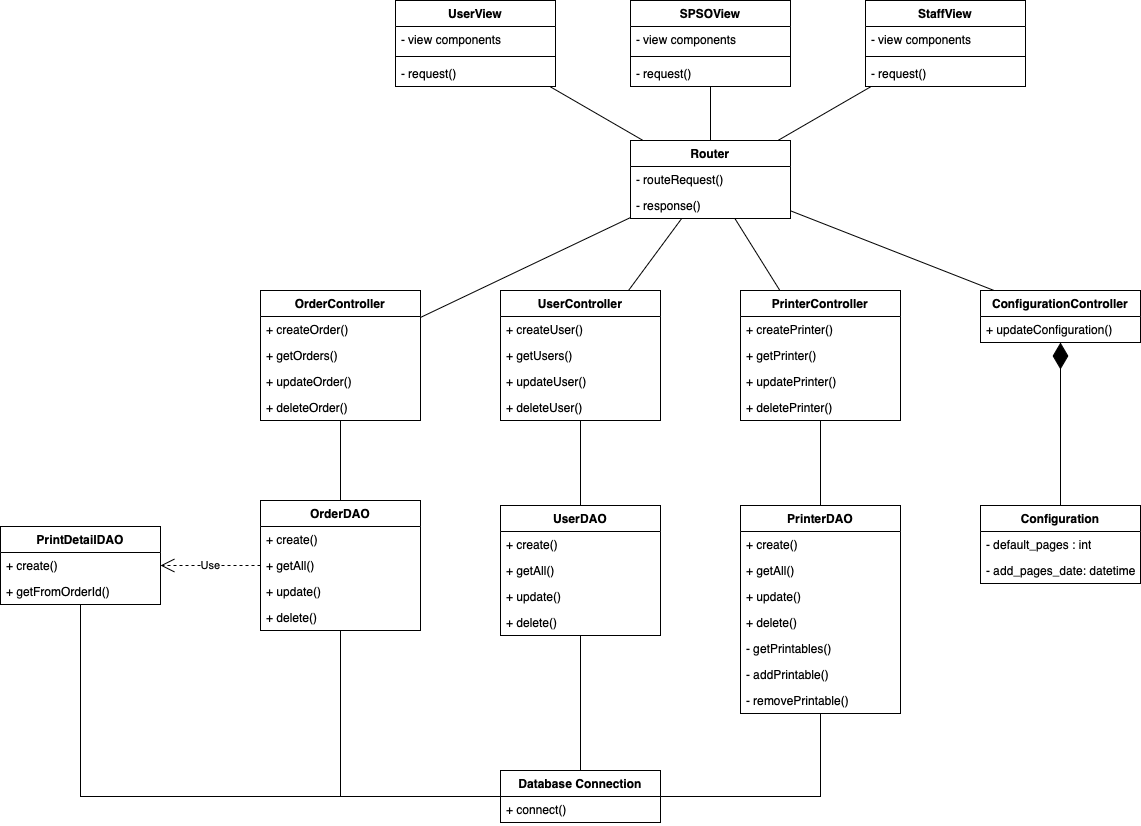 UserView
- view components
- request()
SPSOView
- view components
- request()
StaffView
- view components
- request()
Router
- routeRequest()
- response()
OrderController
+ createOrder()
+ getOrders()
+ updateOrder()
+ deleteOrder()
UserController
+ createUser()
+ getUsers()
+ updateUser()
+ deleteUser()
PrinterController
+ createPrinter()
+ getPrinter()
+ updatePrinter()
+ deletePrinter()
ConfigurationController
+ updateConfiguration()
PrintDetailDAO
+ create()
+ getFromOrderId()
Use
OrderDAO
+ create()
+ getAll()
+ update()
+ delete()
UserDAO
+ create()
+ getAll()
+ update()
+ delete()
PrinterDAO
+ create()
+ getAll()
+ update()
+ delete()
- getPrintables()
- addPrintable()
- removePrintable()
Configuration
- default_pages : int
- add_pages_date: datetime
Database Connection
+ connect()